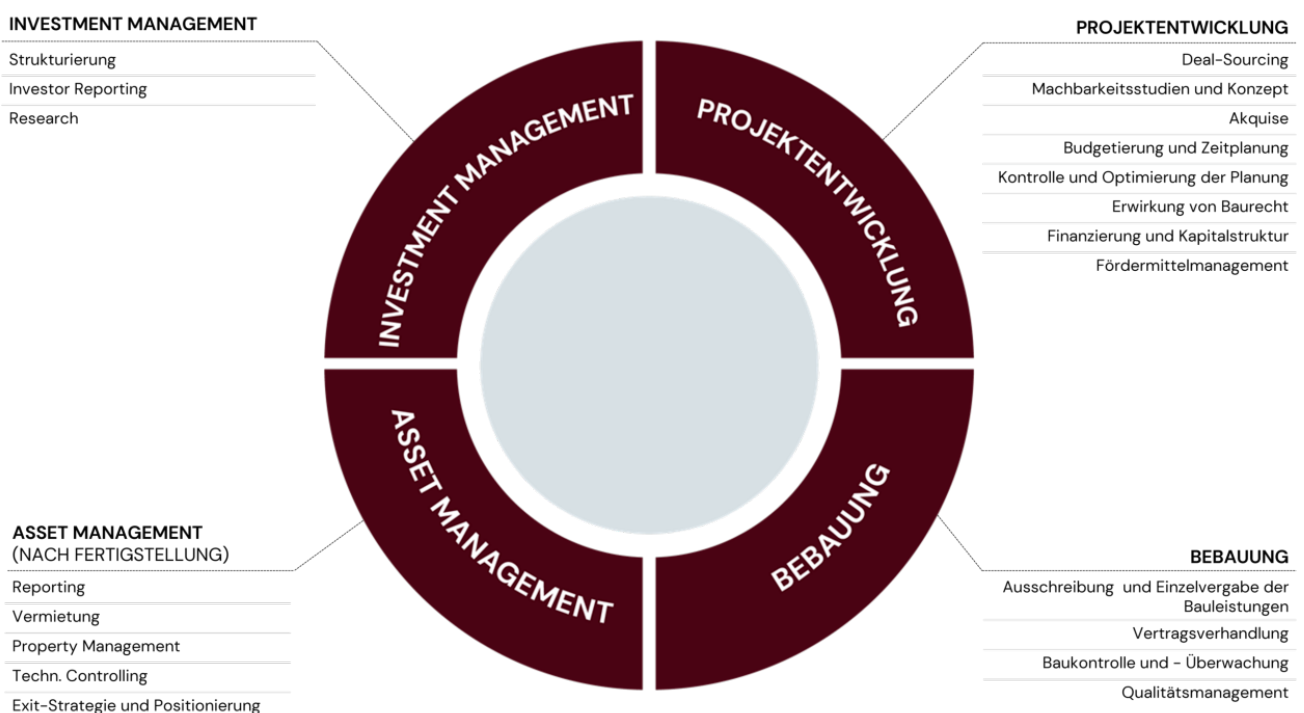 INVESTMENT MANAGEMENT
Strukturierung
Investor Reporting
Research
PROJEKTENTWICKLUNG
Deal-Sourcing
Machbarkeitsstudien und Konzept
Akquise
Budgetierung und Zeitplanung
Kontrolle und Optimierung der Planung
Erwirkung von Baurecht
Finanzierung und Kapitalstruktur
Fördermittelmanagement
INVESTMENT MANAGEMENT
PROJEKTENTWICKLUNG
ASSET MANAGEMENT
BEBAUUNG
ASSET MANAGEMENT
(NACH FERTIGSTELLUNG)
Reporting
Vermietung
Property Management
Techn. Controlling
Exit-Strategie und Positionierung
BEBAUUNG
Ausschreibung und Einzelvergabe der
Bauleistungen
Vertragsverhandlung
Baukontrolle und - Überwachung
Qualitätsmanagement